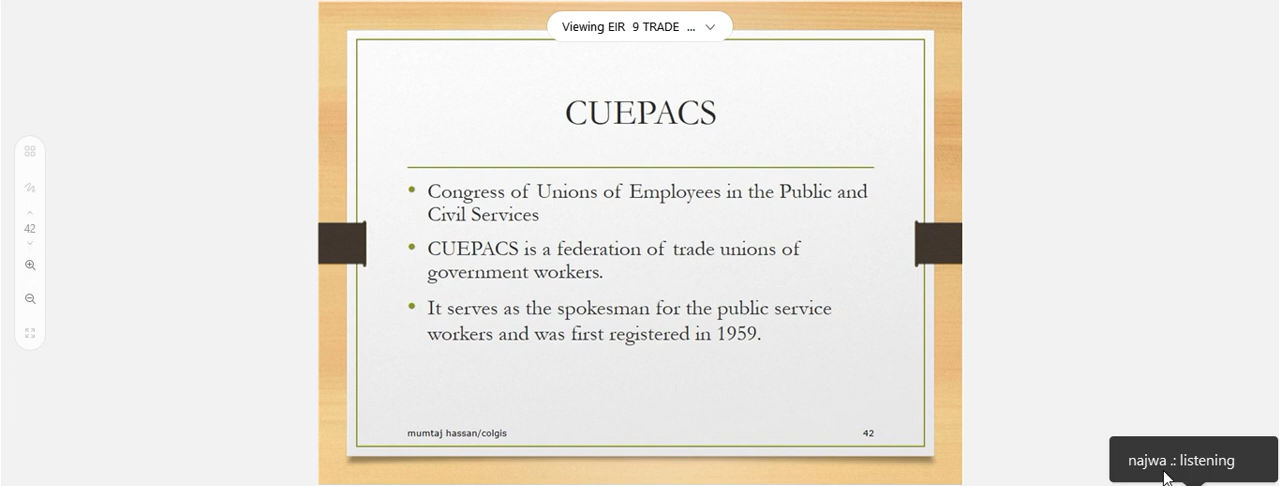 Viewing EIR 9 TRADE ...
CUEPACS
• Congress of Unions of Employees in the Public and
Civil Services
• CUEPACS is a federation of trade unions of
government workers.
• It serves as the spokesman for the public service
workers and was first registered in 1959.
mumtaj hassan/colgis
42
42
najwa .: listening